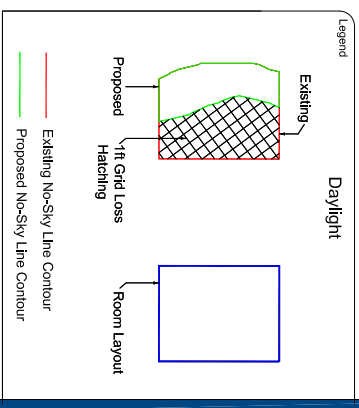 Legend
Daylight
Existing
Proposed
1ft Grid Loss
Hatching
Room Layout
Existing No-Sky Line Contour
Proposed No-Sky Line Contour